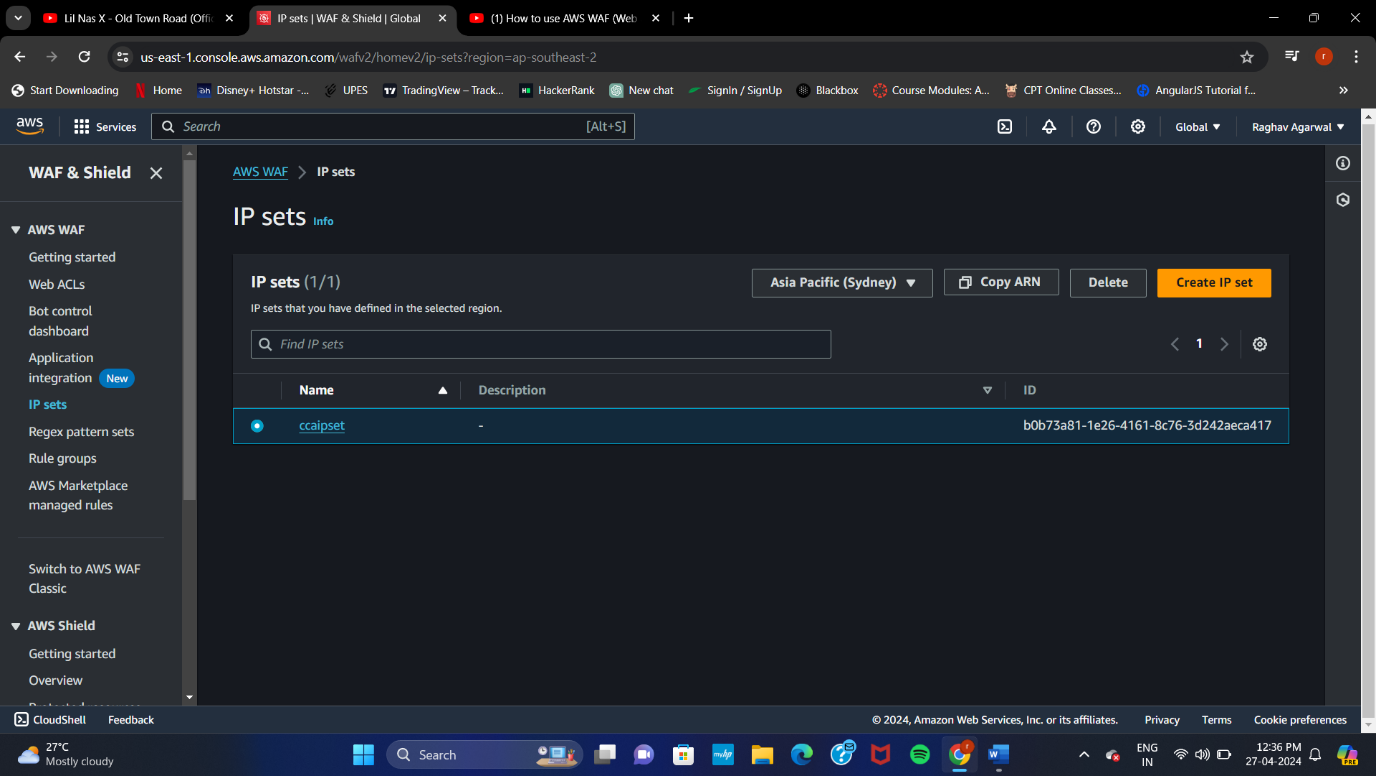 Lil Nas X - Old Town Road (Offic
IP sets | WAF & Shield | Global
(1) How to use AWS WAF (Web
us-east-1.console.aws.amazon.com/wafv2/homev2/ip-sets?region=ap-southeast-2
r
Start Downloading
Home
Disney+ Hotstar -...
UPES
TradingView – Track...
HackerRank
New chat
SignIn / SignUp
Blackbox
Course Modules: A...
CPT Online Classes...
AngularJS Tutorial f...
aws
Services
Search
[Alt+S]
Global
Raghav Agarwal
WAF & Shield
AWS WAF
Getting started
Web ACLs
Bot control
dashboard
Application
integration New
IP sets
Regex pattern sets
Rule groups
AWS Marketplace
managed rules
Switch to AWS WAF
Classic
AWS Shield
Getting started
Overview
AWS WAF > IP sets
IP sets Info
IP sets (1/1)
Asia Pacific (Sydney)
Copy ARN
Delete
Create IP set
IP sets that you have defined in the selected region.
Find IP sets
1
Name
Description
ID
ccaipset
-
b0b73a81-1e26-4161-8c76-3d242aeca417
CloudShell
Feedback
© 2024, Amazon Web Services, Inc. or its affiliates.
Privacy
Terms
Cookie preferences
27°C
Mostly cloudy
Search
ENG
IN
12:36 PM
27-04-2024
PRE